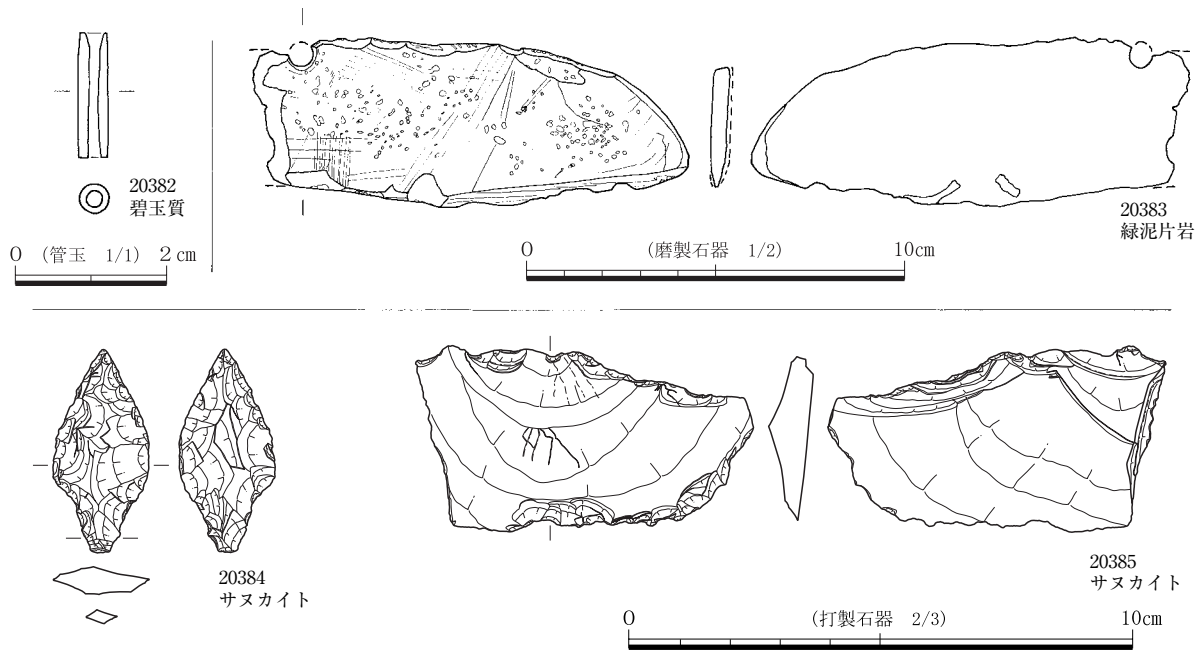 20382
碧玉質
0 (管玉 1/1) 2 cm
20383
緑泥片岩
0 (磨製石器 1/2) 10cm
20384
サヌカイト
20385
サヌカイト
0 (打製石器 2/3) 10cm